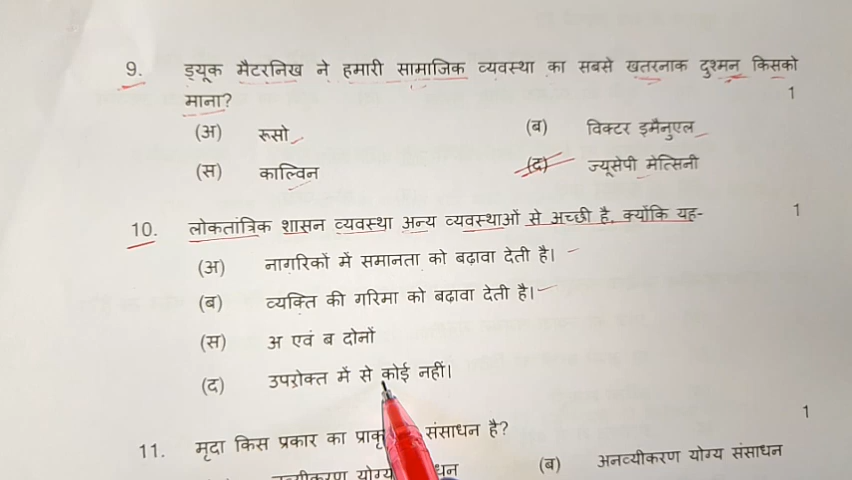 9. ड्यूक मैटरनिख ने हमारी सामाजिक व्यवस्था का सबसे खतरनाक दुश्मन किसको
माना? 1
(अ) रूसो (ब) विक्टर इमैनुएल
(स) काल्विन (द) ज्यूसेपी मेत्सिनी
10. लोकतांत्रिक शासन व्यवस्था अन्य व्यवस्थाओं से अच्छी है, क्योंकि यह- 1
(अ) नागरिकों में समानता को बढ़ावा देती है।
(ब) व्यक्ति की गरिमा को बढावा देती है।
(स) अ एवं ब दोनों
(द) उपरोक्त में से कोई नहीं।
11. मृदा किस प्रकार का संसाधन है? 1
योग्य (ब) अनव्यीकरण योग्य संसाधन